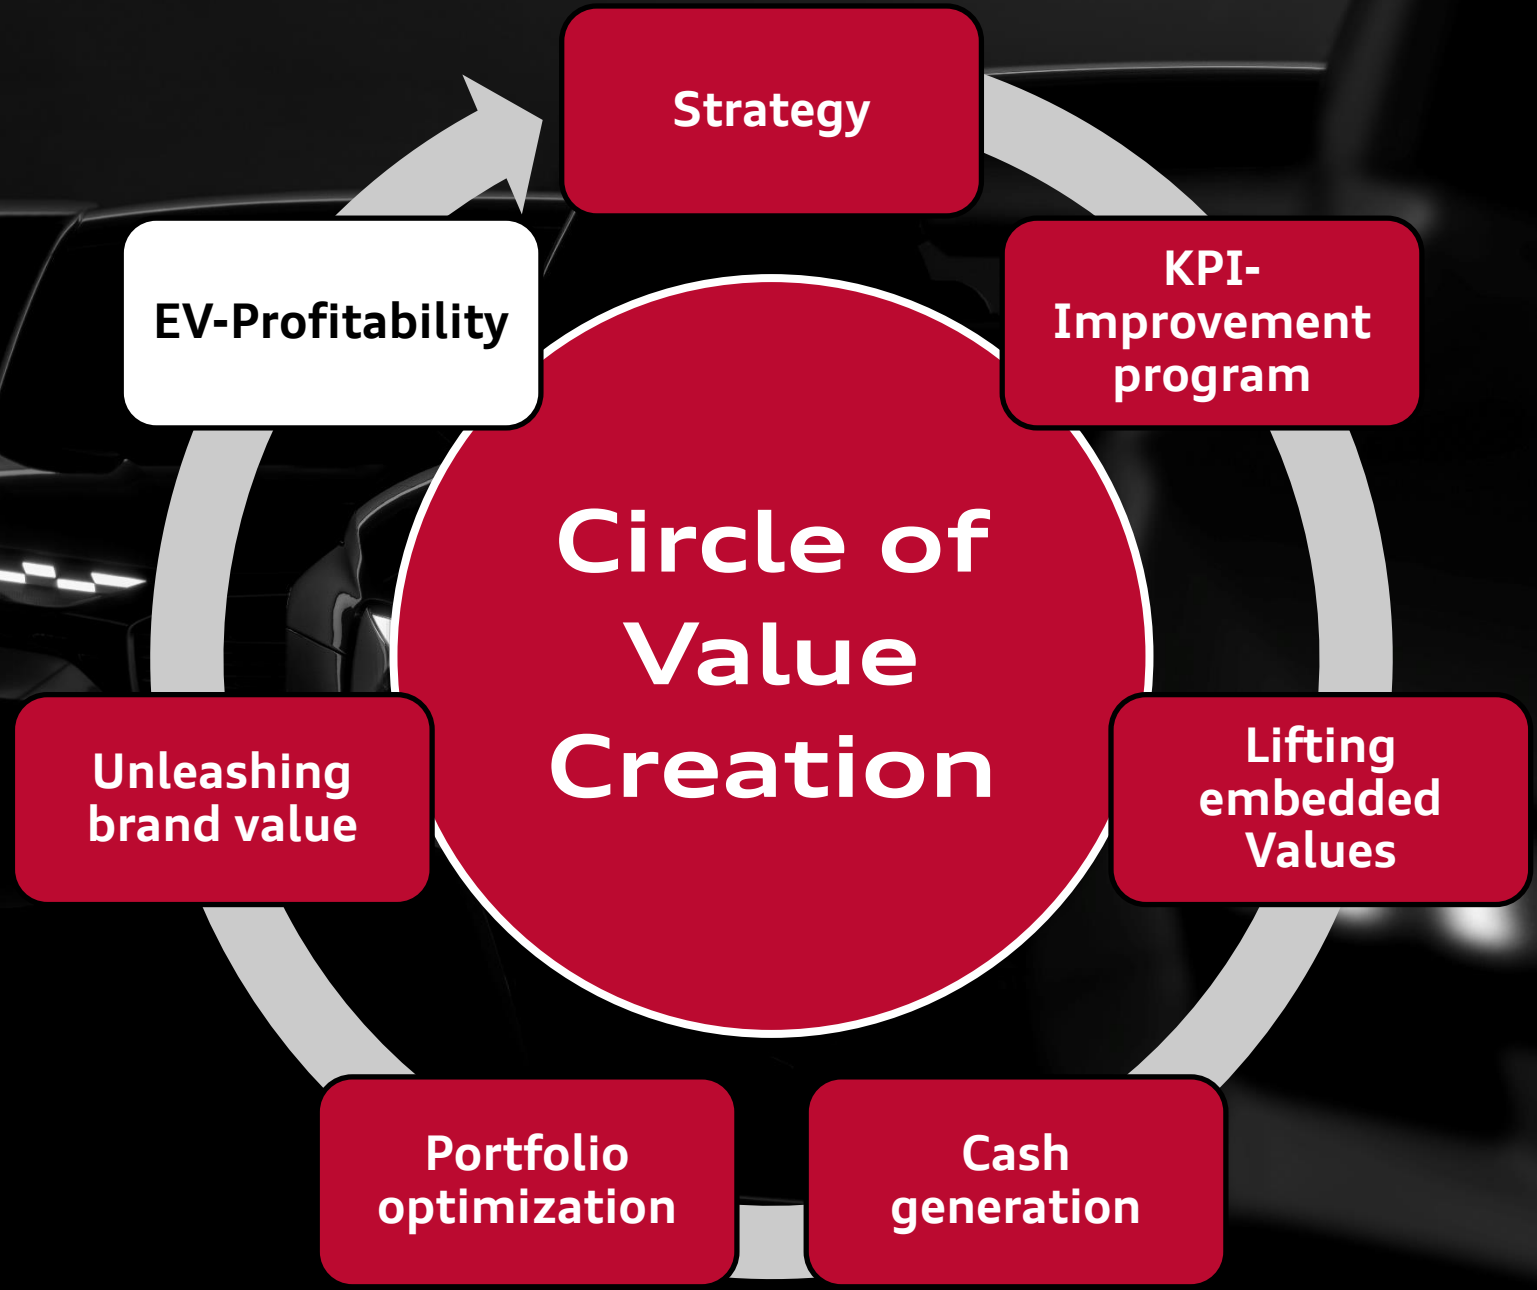 Strategy
KPI-
Improvement
program
Lifting
embedded
Values
Cash
generation
Portfolio
optimization
Unleashing
brand value
EV-Profitability
Circle of
Value
Creation